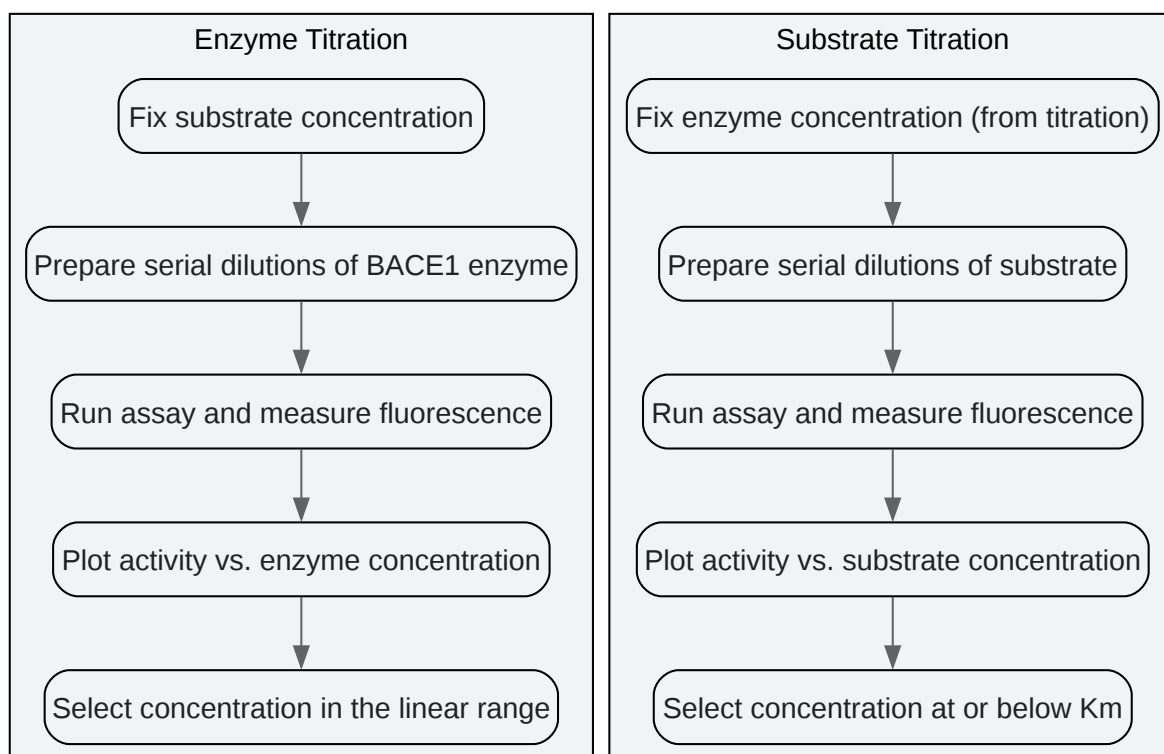 Enzyme Titration
Fix substrate concentration
Prepare serial dilutions of BACE1 enzyme
Run assay and measure fluorescence
Plot activity vs. enzyme concentration
Select concentration in the linear range
Substrate Titration
Fix enzyme concentration (from titration)
Prepare serial dilutions of substrate
Run assay and measure fluorescence
Plot activity vs. substrate concentration
Select concentration at or below Km